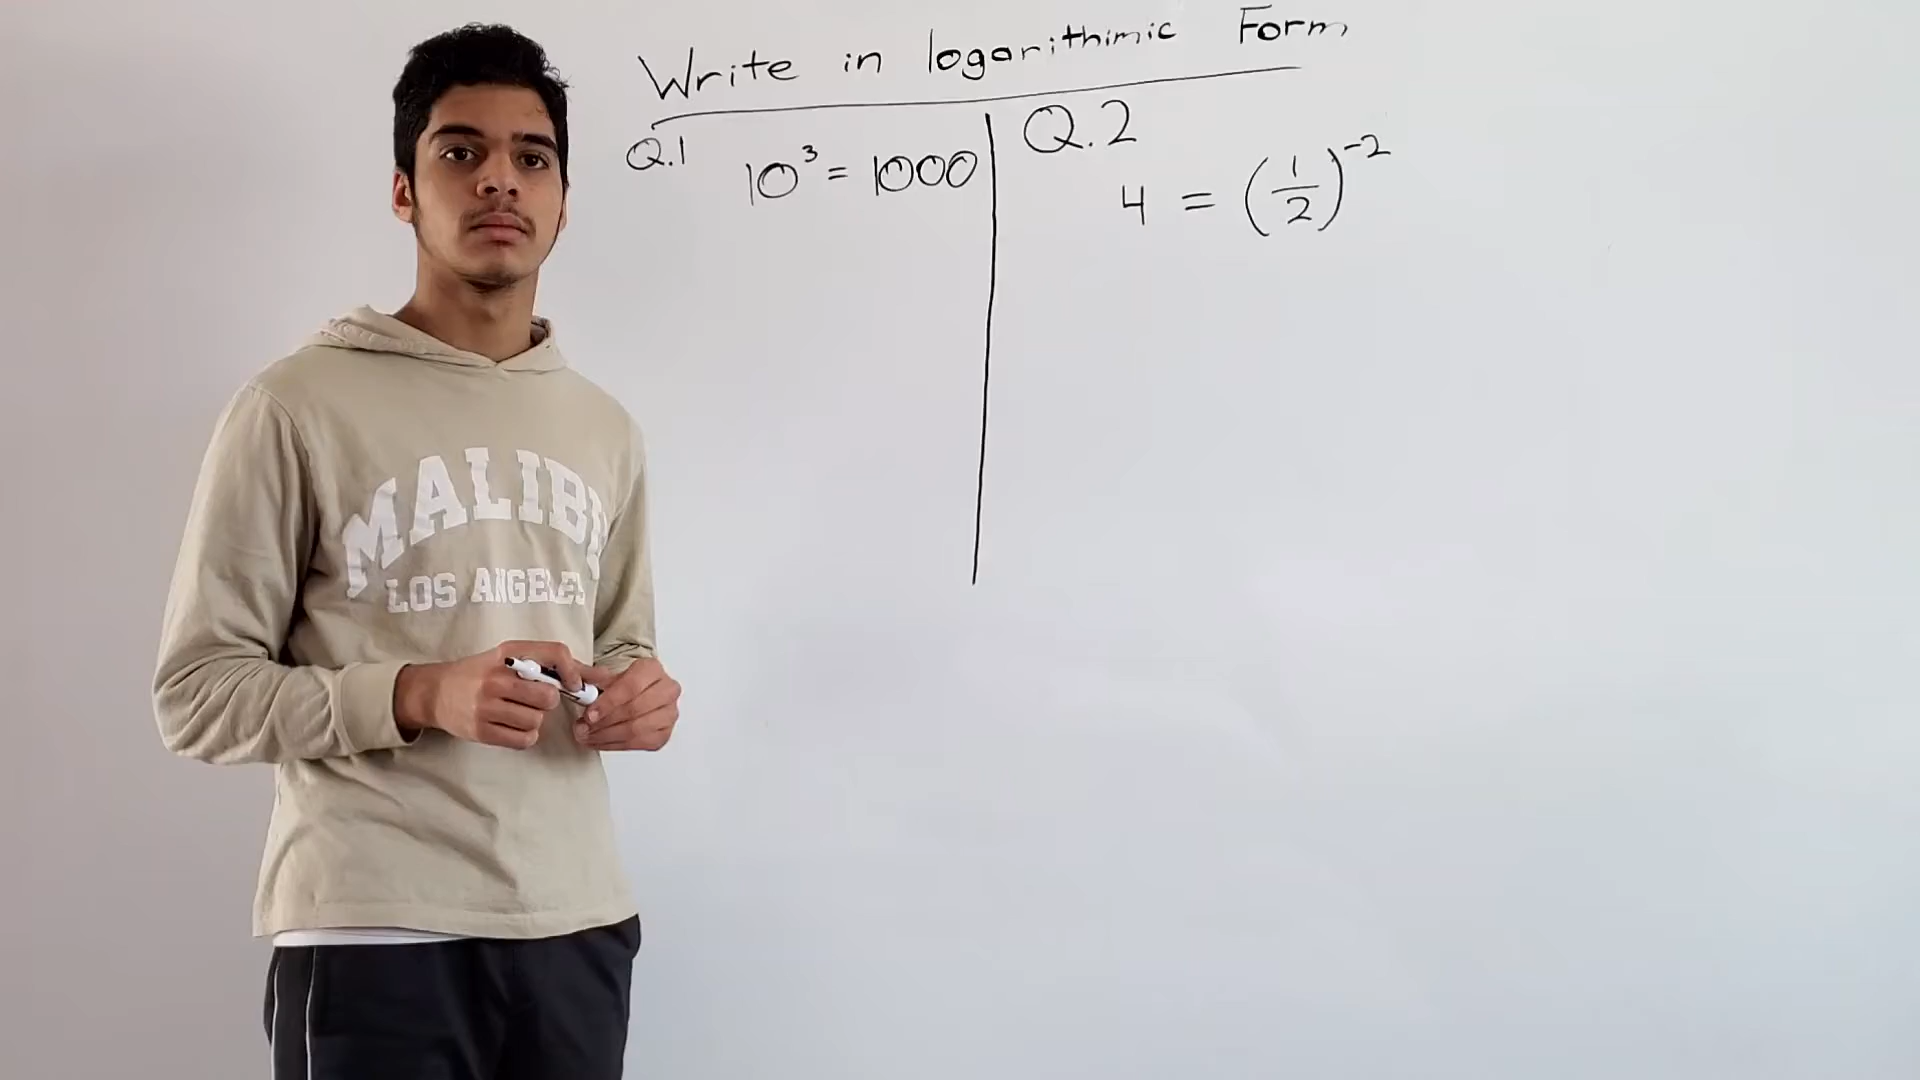 Write in logarithimic Form
Q.1
10³ = 1000
Q.2
4 = (1/2)⁻²
MALIBU
LOS ANGELES